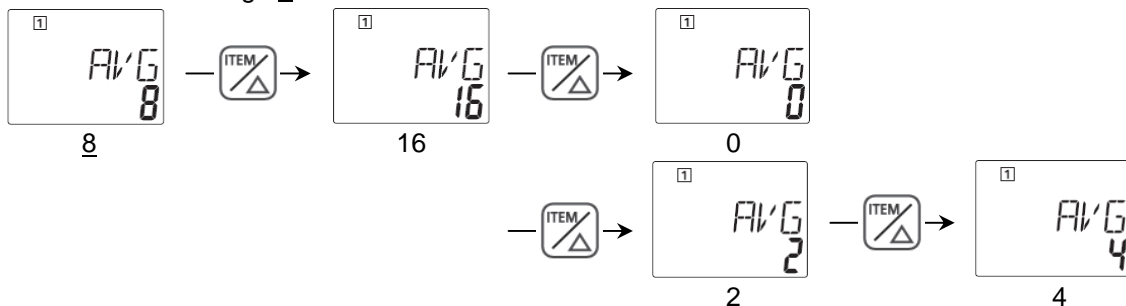 1 1 1
AVG ITEM AVG ITEM AVG
8 16 0
8 16 0
1 1
ITEM AVG ITEM AVG
2 4
2 4